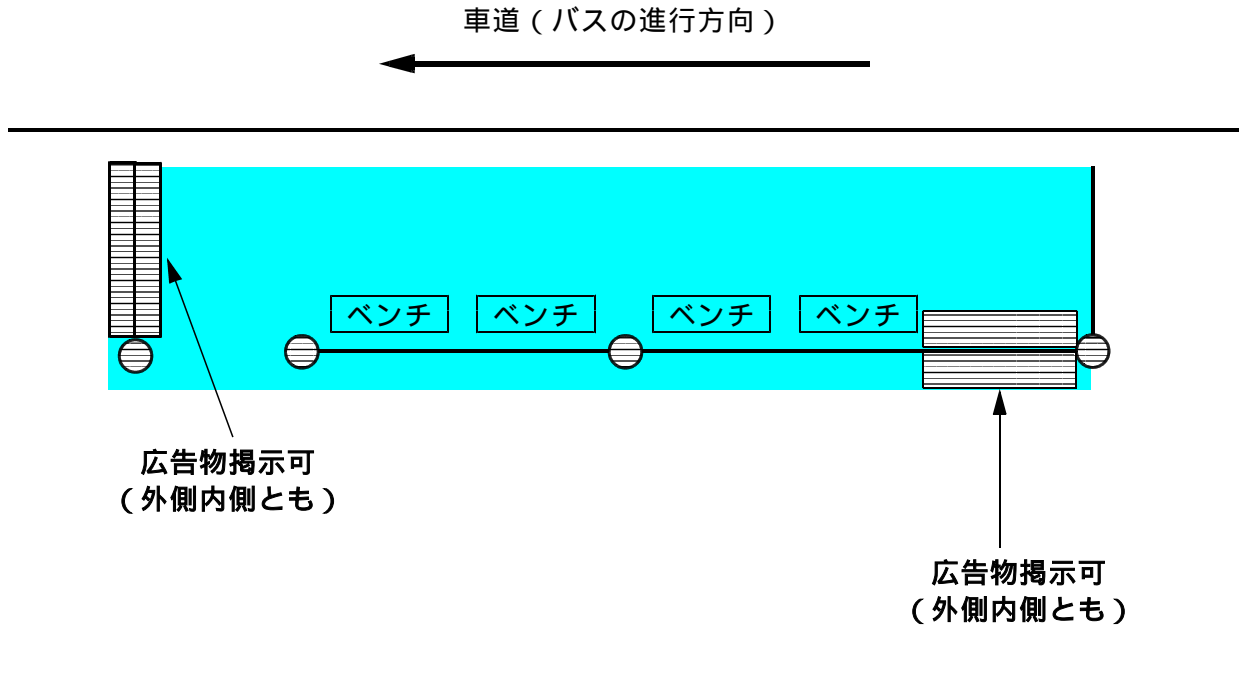 車道（バスの進行方向）
ベンチ ベンチ ベンチ ベンチ
広告物掲示可
（外側内側とも）
広告物掲示可
（外側内側とも）